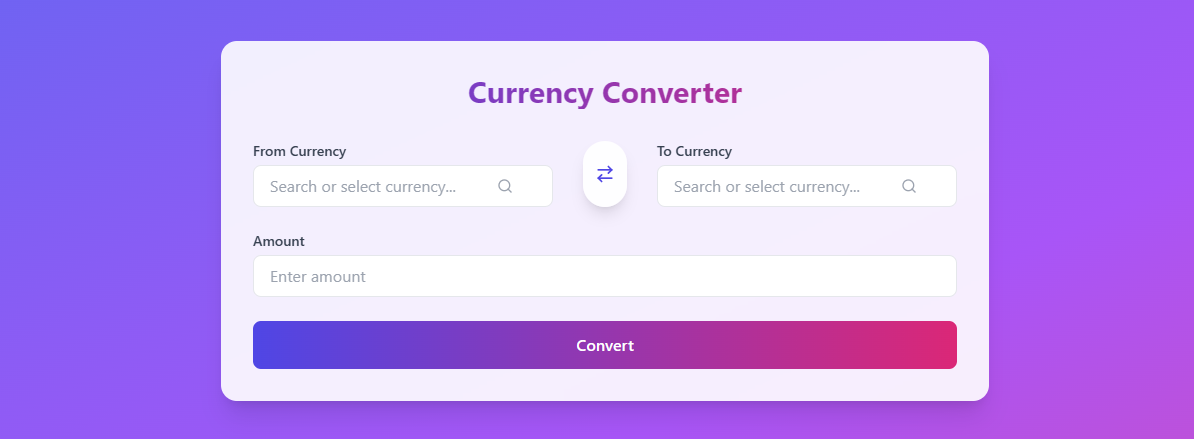 Currency Converter
From Currency
Search or select currency...
To Currency
Search or select currency...
Amount
Enter amount
Convert